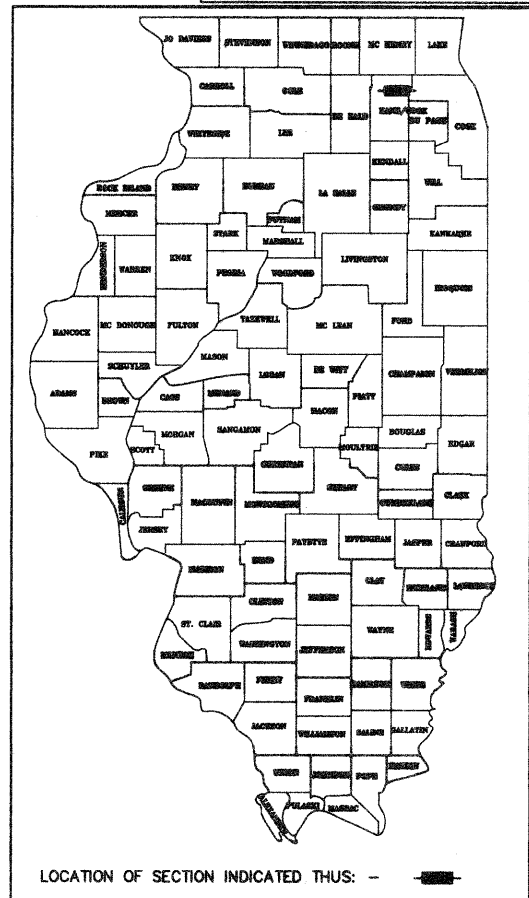 JO DAVIESS STEVENSON WINNEBAGO BOONE MC HENRY LAKE
CARROLL OGLE DE KALB KANE/COOK DU PAGE COOK
WHITESIDE LEE
KENDALL WILL
ROCK ISLAND HENRY BUREAU LA SALLE GRUNDY
MERCER PUTNAM KANKAKEE
STARK MARSHALL LIVINGSTON
HENDERSON WARREN KNOX PEORIA WOODFORD IROQUOIS
HANCOCK MC DONOUGH FULTON TAZEWELL MC LEAN FORD
SCHUYLER MASON LOGAN DE WITT CHAMPAIGN VERMILION
ADAMS BROWN CASS MENARD MACON PIATT
PIKE SCOTT MORGAN SANGAMON MOULTRIE DOUGLAS EDGAR
CHRISTIAN COLES
CALHOUN GREENE MACOUPIN MONTGOMERY SHELBY CUMBERLAND CLARK
JERSEY FAYETTE EFFINGHAM JASPER CRAWFORD
MADISON BOND CLAY RICHLAND LAWRENCE
CLINTON MARION
ST. CLAIR WAYNE EDWARDS WABASH
WASHINGTON JEFFERSON
MONROE RANDOLPH PERRY HAMILTON WHITE
FRANKLIN
JACKSON WILLIAMSON SALINE GALLATIN
UNION JOHNSON POPE HARDIN
ALEXANDER PULASKI MASSAC
LOCATION OF SECTION INDICATED THUS: -